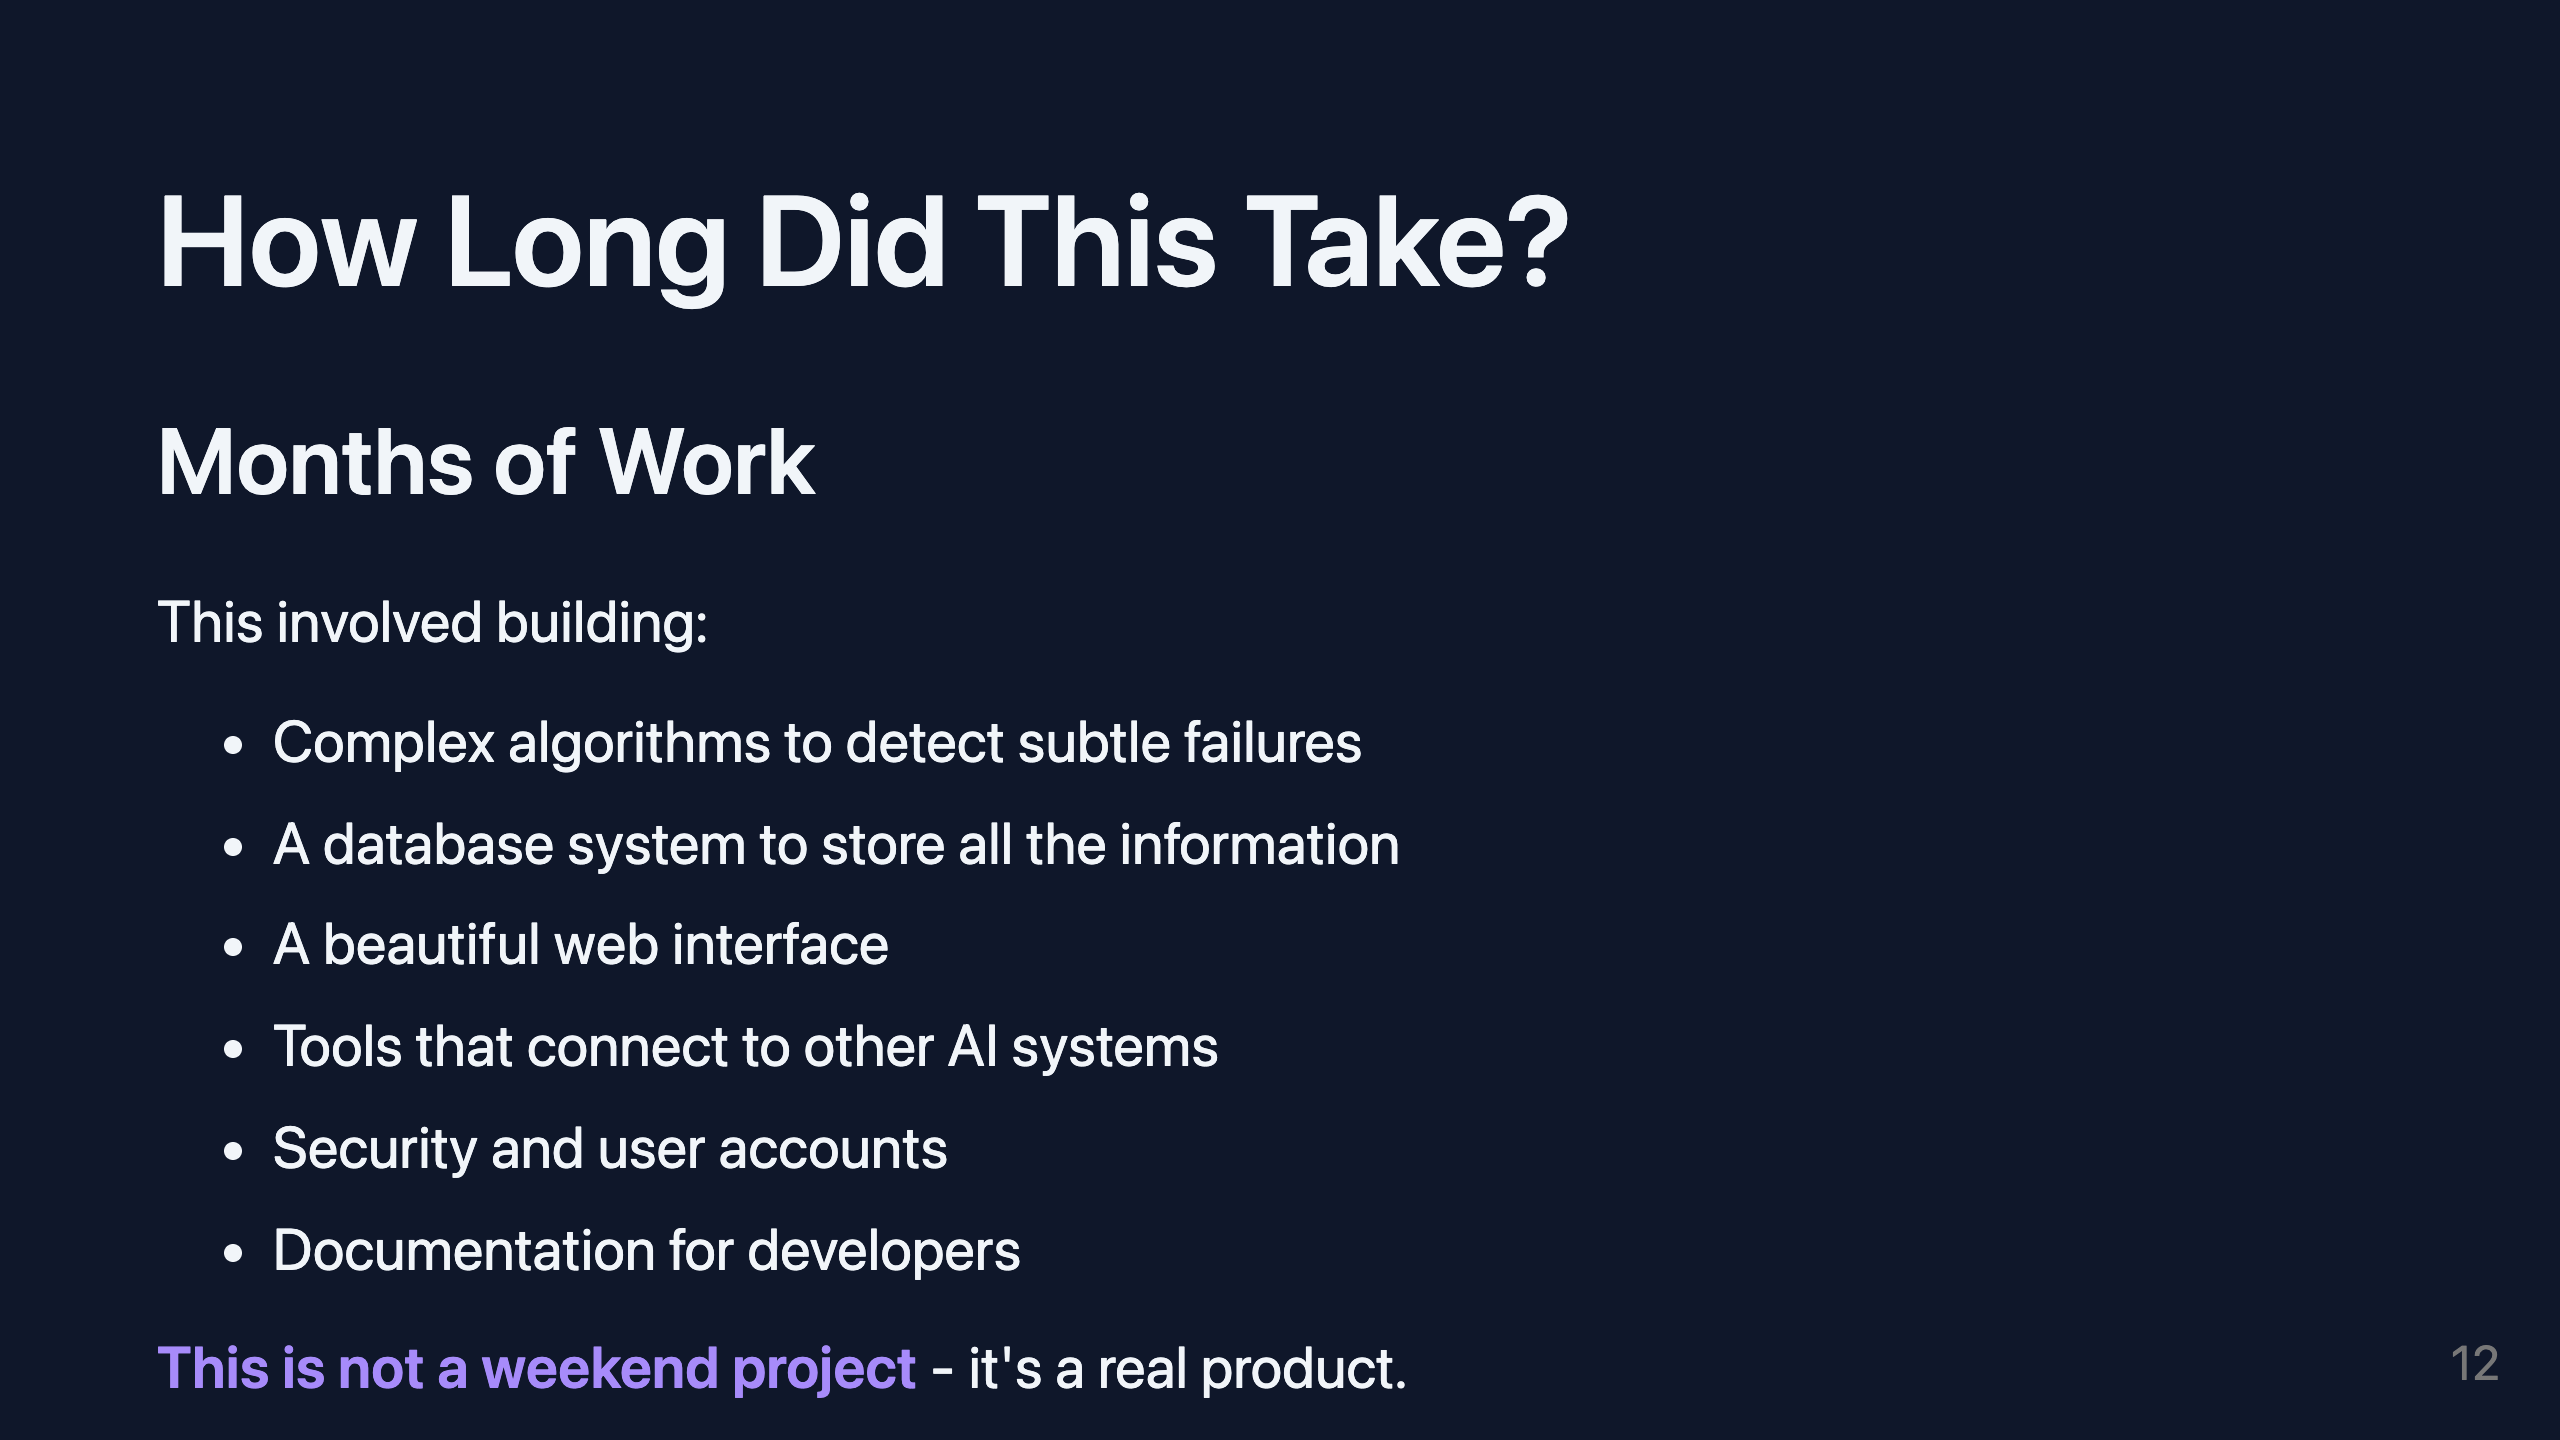 How Long Did This Take?
Months of Work
This involved building:
• Complex algorithms to detect subtle failures
• A database system to store all the information
• A beautiful web interface
• Tools that connect to other AI systems
• Security and user accounts
• Documentation for developers
This is not a weekend project - it's a real product.
12